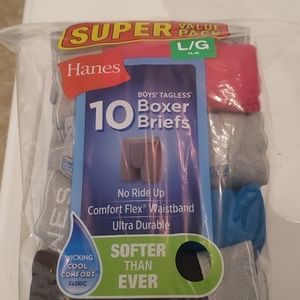 SUPER VALUE PACK
L/G
Hanes
BOYS' TAGLESS
10 Boxer
Briefs
No Ride Up
Comfort Flex® Waistband
Ultra Durable
WICKING
COOL
COMFORT
FABRIC
SOFTER
THAN
EVER
NES